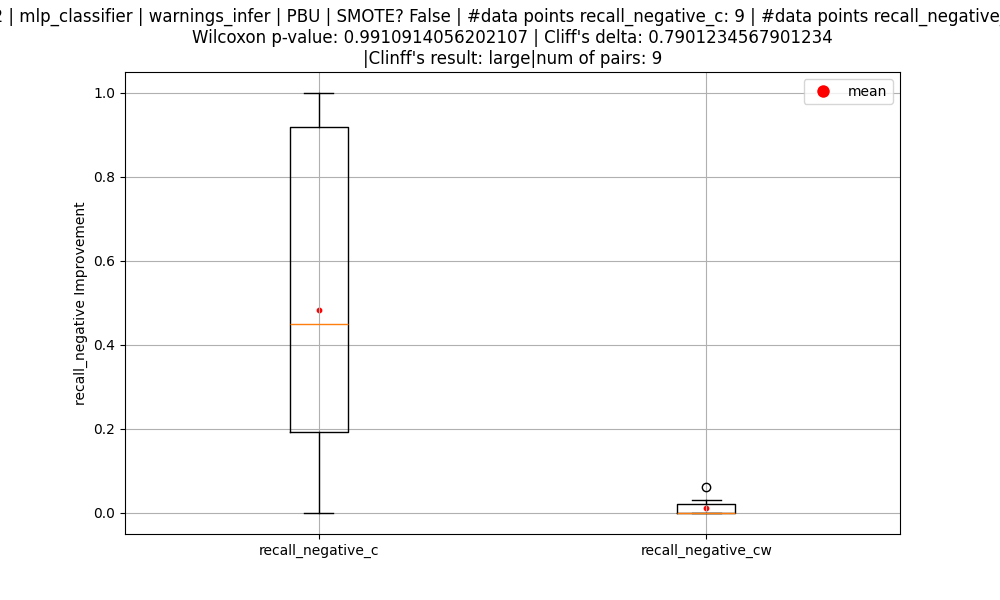 2 | mlp_classifier | warnings_infer | PBU | SMOTE? False | #data points recall_negative_c: 9 | #data points recall_negative_
Wilcoxon p-value: 0.9910914056202107 | Cliff's delta: 0.7901234567901234
|Clinff's result: large|num of pairs: 9
mean
1.0
0.8
0.6
0.4
0.2
0.0
recall_negative Improvement
recall_negative_c
recall_negative_cw